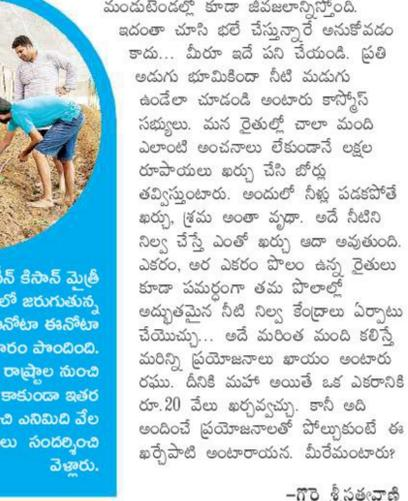 మండుటెండల్లో కూడా జీవజలాన్నిస్తోంది.
ఇదంతా చూసి భలే చేస్తున్నారే అనుకోవడం
కాదు... మీరూ ఇదే పని చేయండి. ప్రతి
అడుగు భూమికిందా నీటి మడుగు
ఉండేలా చూడండి అంటారు కాస్మోస్
సభ్యులు. మన రైతుల్లో చాలా మంది
ఎలాంటి అంచనాలు లేకుండానే లక్షల
రూపాయలు ఖర్చు చేసి బోర్లు
తవ్విస్తుంటారు. అందులో నీళ్లు పడకపోతే
ఖర్చు, శ్రమ అంతా వృథా. అదే నీటిని
నిల్వ చేస్తే ఎంతో ఖర్చు ఆదా అవుతుంది.
ఎకరం, అర ఎకరం పొలం ఉన్న రైతులు
కూడా సమర్థంగా తమ పొలాల్లో
అద్భుతమైన నీటి నిల్వ కేంద్రాలు ఏర్పాటు
చేయొచ్చు... అదే మరింత మంది కలిస్తే
మరిన్ని ప్రయోజనాలు ఖాయం అంటారు
రఘు. దీనికి మహా అయితే ఒక ఎకరానికి
రూ.20 వేలు ఖర్చవ్వచ్చు. కానీ అది
అందించే ప్రయోజనాలతో పోల్చుకుంటే ఈ
ఖర్చేపాటి అంటారాయన. మీరేమంటారు?
-గొర్రె శ్రీసత్యవాణి
కిసాన్ మైత్రీ
లో జరుగుతున్న
నోటా ఈనోటా
రం పొందింది.
రాష్ట్రాల నుంచి
కాకుండా ఇతర
చి ఎనిమిది వేల
లు సందర్శించి
వెళ్లారు.